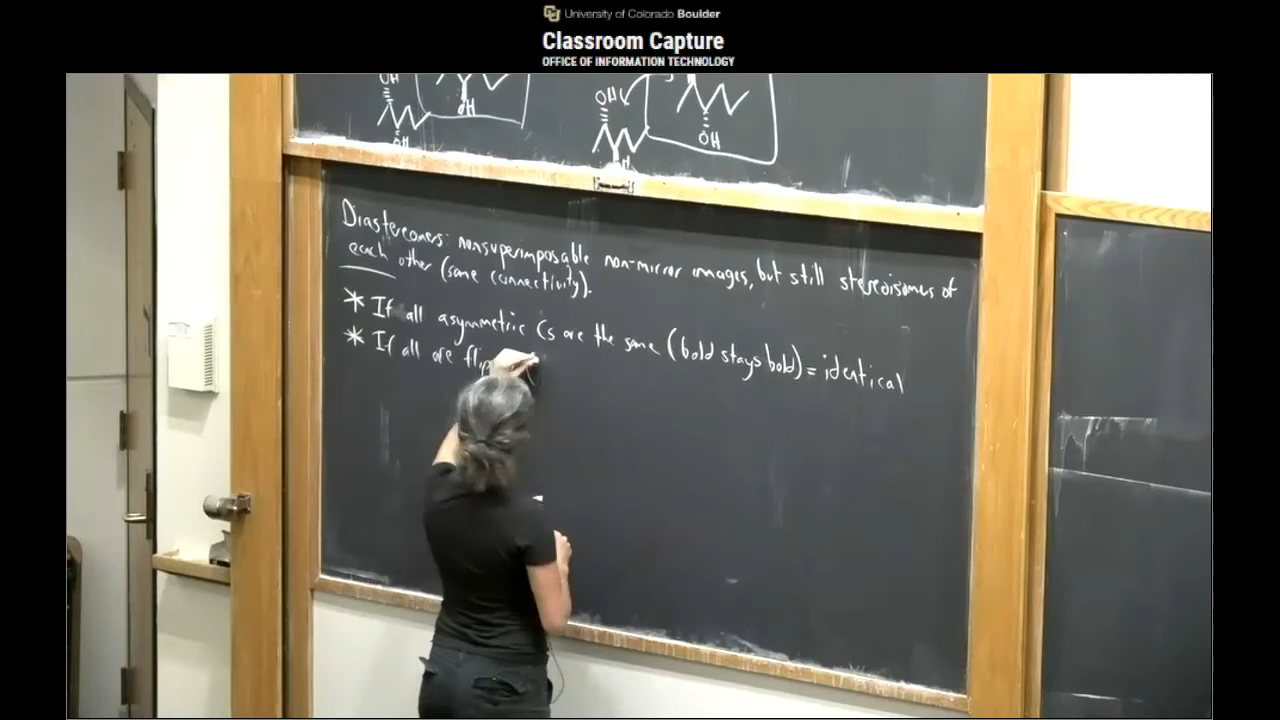 University of Colorado Boulder
Classroom Capture
OFFICE OF INFORMATION TECHNOLOGY
OH
OH
OH
OH
OH
Diastereomers: nonsuperimposable non-mirror images, but still stereoisomers of
each other (same connectivity).
* If all asymmetric Cs are the same (bold stays bold) = identical
* If all are flip